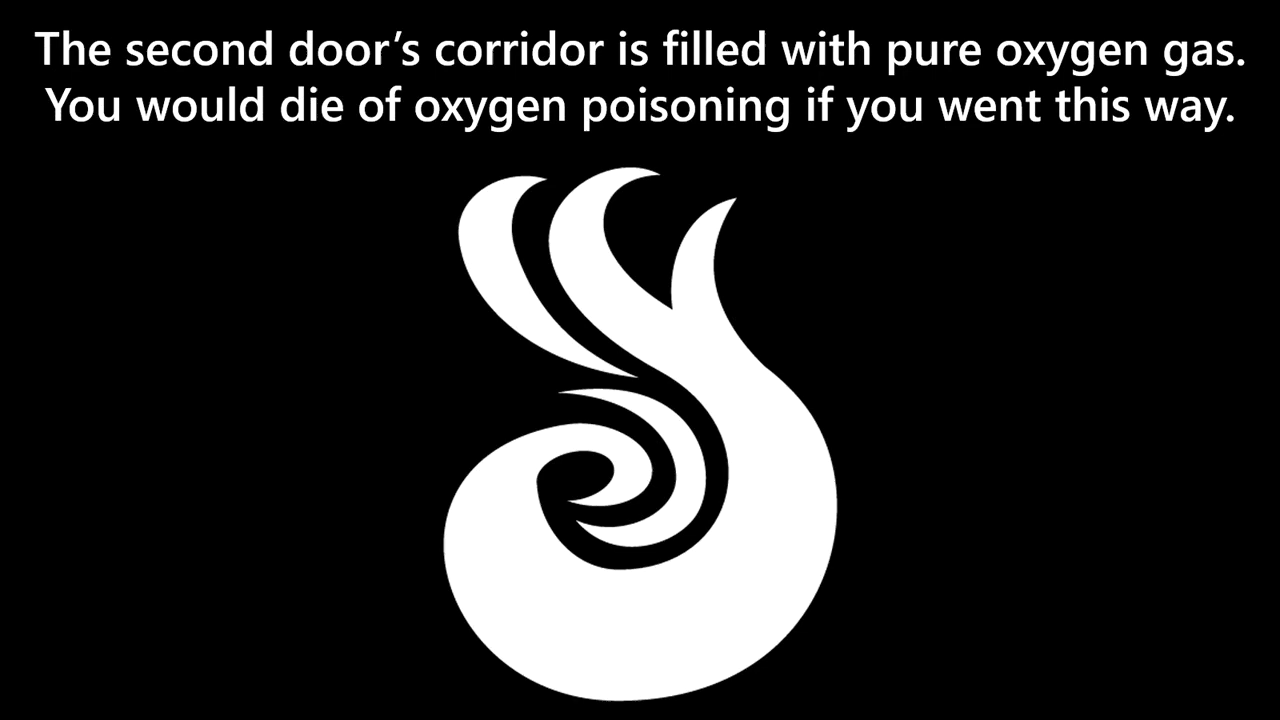 The second door’s corridor is filled with pure oxygen gas.
You would die of oxygen poisoning if you went this way.